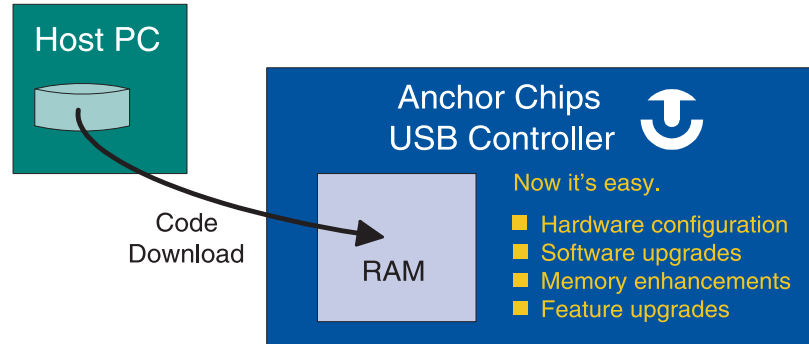 Host PC
Anchor Chips
USB Controller
Now it's easy.
Code
Download
RAM
Hardware configuration
Software upgrades
Memory enhancements
Feature upgrades